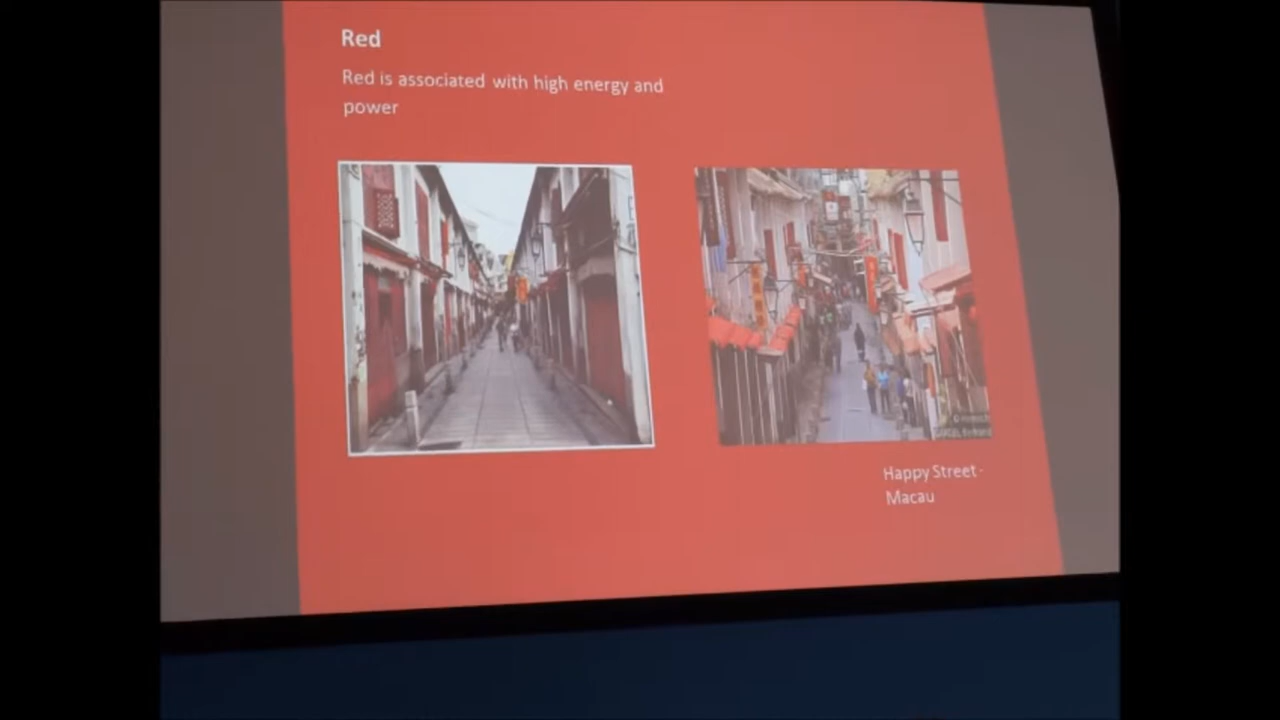 Red
Red is associated with high energy and
power
Happy Street -
Macau